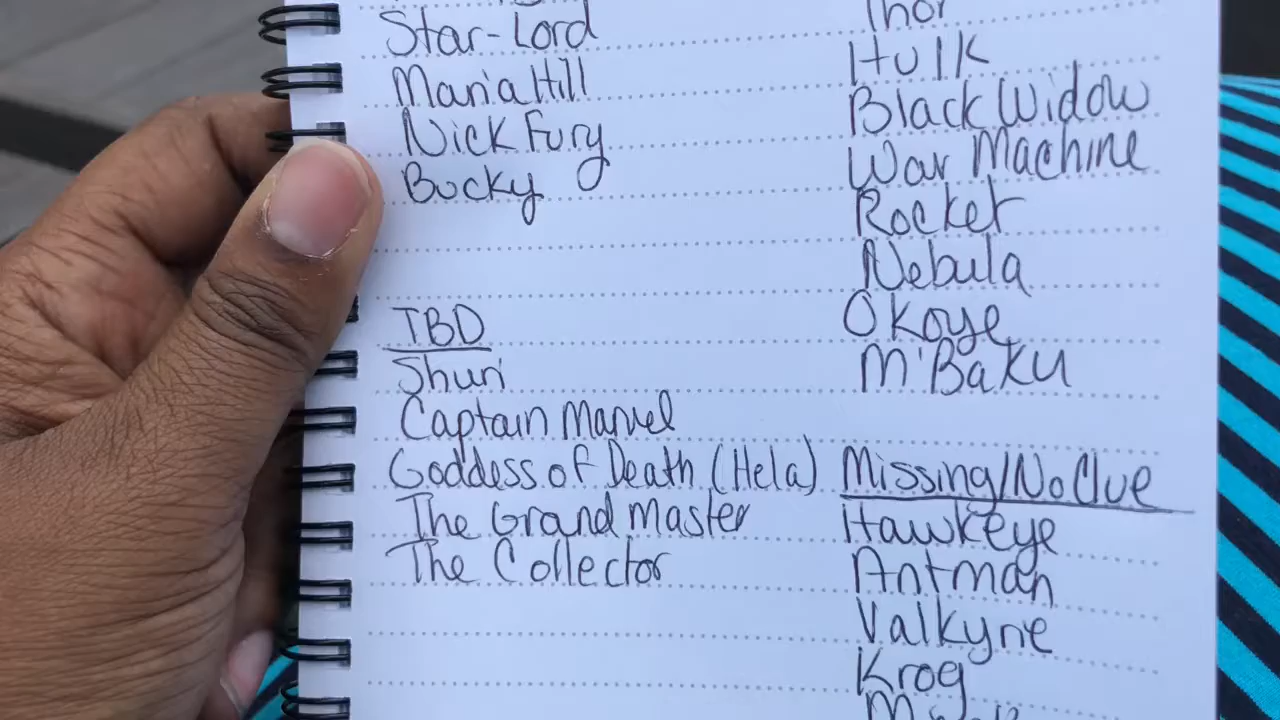 Star-Lord
Maria Hill
Nick Fury
Bucky
TBD
Shuri
Captain Marvel
Goddess of Death (Hela)
The Grand Master
The Collector
Thor
Hulk
Black Widow
War Machine
Rocket
Nebula
Okoye
M'Baku
Missing/No Clue
Hawkeye
Antman
Valkyrie
Krog